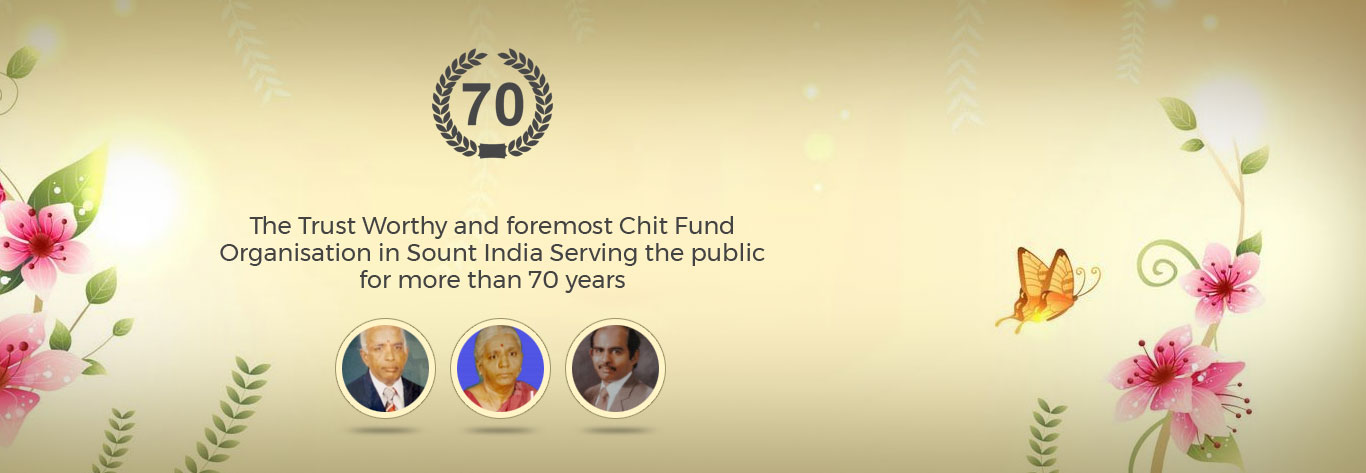 70
The Trust Worthy and foremost Chit Fund
Organisation in Sount India Serving the public
for more than 70 years